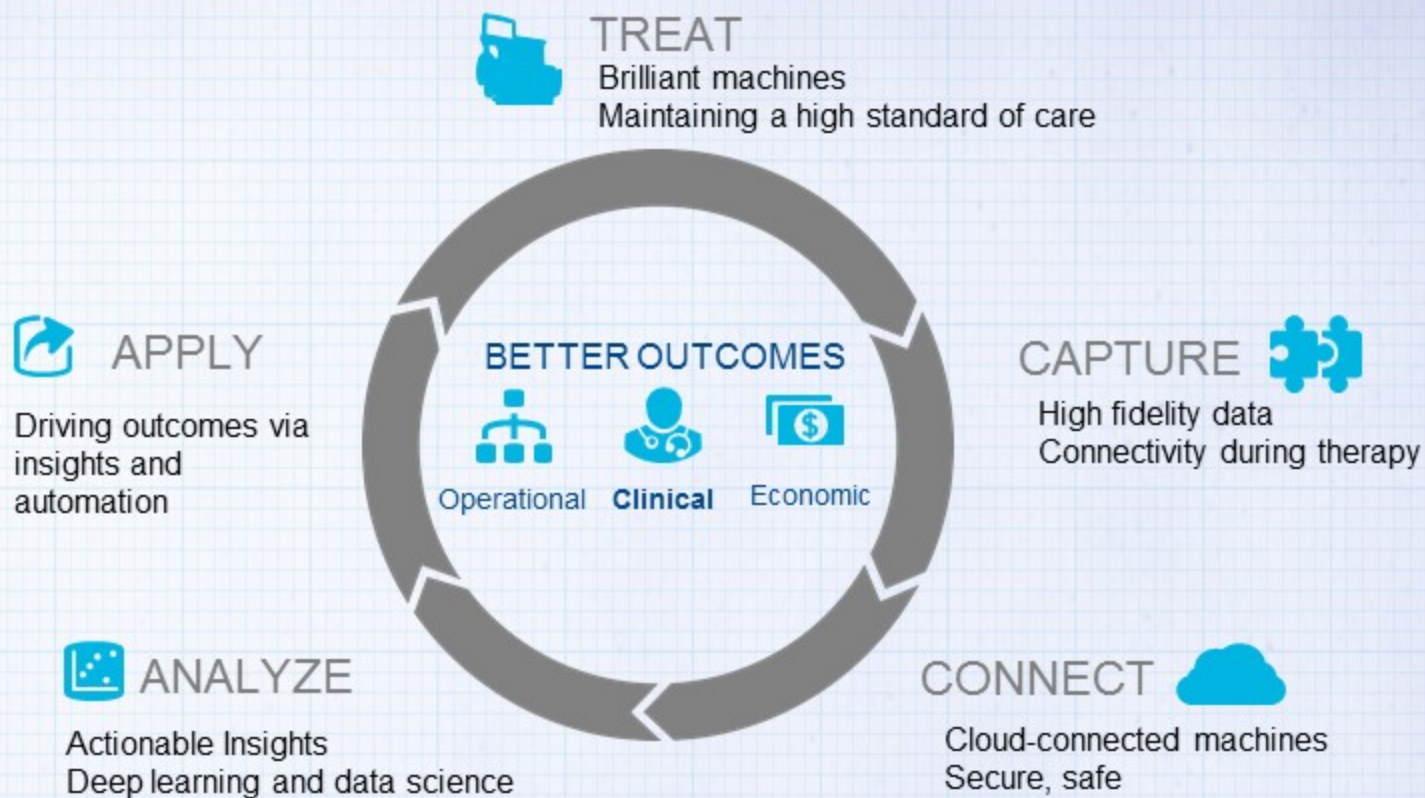 TREAT
Brilliant machines
Maintaining a high standard of care
CAPTURE
High fidelity data
Connectivity during therapy
CONNECT
Cloud-connected machines
Secure, safe
ANALYZE
Actionable Insights
Deep learning and data science
APPLY
Driving outcomes via
insights and
automation
BETTER OUTCOMES
$
Operational
Clinical
Economic